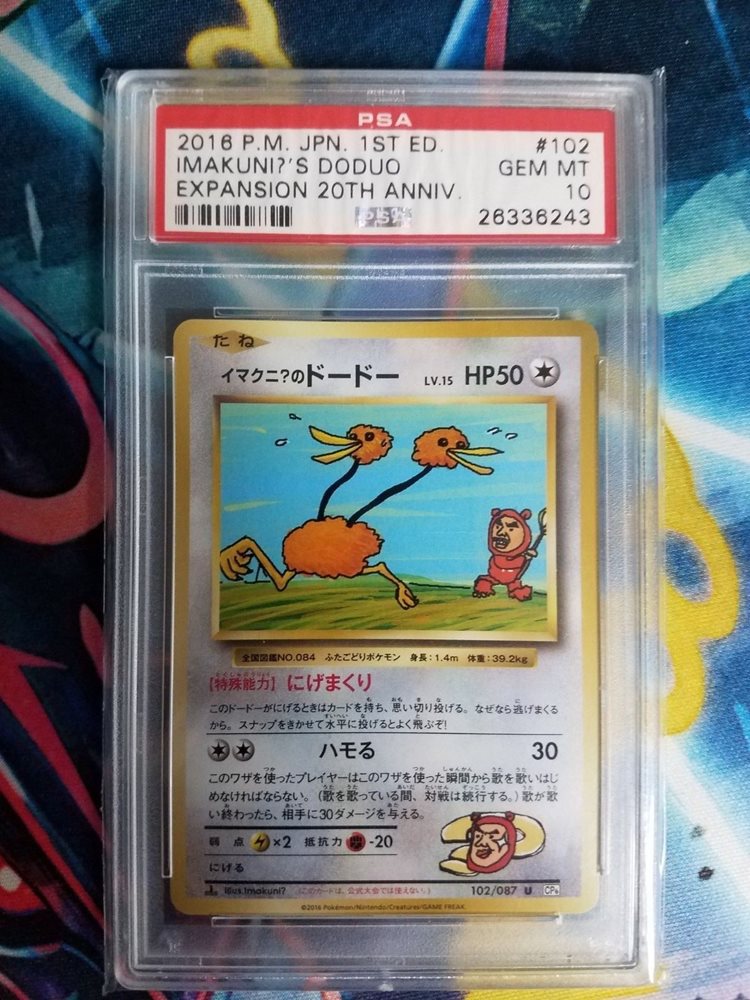 PSA
2016 P.M. JPN. 1ST ED. #102
IMAKUNI?'S DODUO GEM MT
EXPANSION 20TH ANNIV. 10
PSA 26336243
たね
イマクニ?のドードー LV.15 HP50
全国図鑑NO.084 ふたごどりポケモン 身長:1.4m 体重:39.2kg
【特殊能力】にげまくり
このドードーがにげるときはカードを持ち、思い切り投げる。なぜなら逃げまくる
から。スナップをきかせて水平に投げるとよく飛ぶぞ!
ハモる 30
このワザを使ったプレイヤーはこのワザを使った瞬間から歌を歌いはじ
めなければならない。(歌を歌っている間、対戦は続行する。)歌が歌
い終わったら、相手に30ダメージを与える。
弱点 ×2 抵抗力 -20
にげる
Illus.Imakuni? (このカードは、公式大会では使えない。) 102/087 U CP6
©2016 Pokémon/Nintendo/Creatures/GAME FREAK.